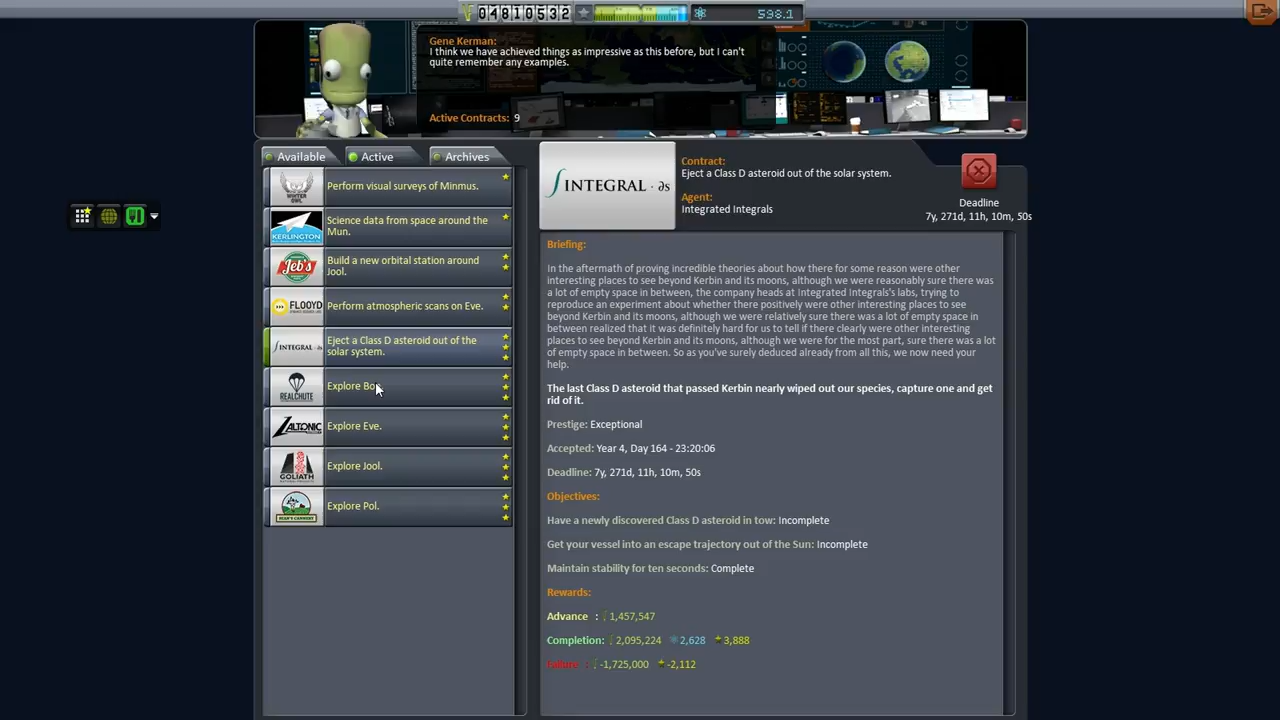 04810532
598.1
Gene Kerman:
I think we have achieved things as impressive as this before, but I can't
quite remember any examples.
Active Contracts: 9
Available
Active
Archives
Perform visual surveys of Minmus.
KERLINGTON
Science data from space around the
Mun.
Jeb's
Build a new orbital station around
Jool.
FLOOYD
Perform atmospheric scans on Eve.
INTEGRAL
Eject a Class D asteroid out of the
solar system.
REALCHUTE
Explore Bo
ZALTONIC
Explore Eve.
GOLIATH
Explore Jool.
Explore Pol.
∫INTEGRAL·∂s
Contract:
Eject a Class D asteroid out of the solar system.
Agent:
Integrated Integrals
Deadline
7y, 271d, 11h, 10m, 50s
Briefing:
In the aftermath of proving incredible theories about how there for some reason were other
interesting places to see beyond Kerbin and its moons, although we were reasonably sure there was
a lot of empty space in between, the company heads at Integrated Integrals's labs, trying to
reproduce an experiment about whether there positively were other interesting places to see
beyond Kerbin and its moons, although we were relatively sure there was a lot of empty space in
between realized that it was definitely hard for us to tell if there clearly were other interesting
places to see beyond Kerbin and its moons, although we were for the most part, sure there was a lot
of empty space in between. So as you've surely deduced already from all this, we now need your
help.
The last Class D asteroid that passed Kerbin nearly wiped out our species, capture one and get
rid of it.
Prestige: Exceptional
Accepted: Year 4, Day 164 - 23:20:06
Deadline: 7y, 271d, 11h, 10m, 50s
Objectives:
Have a newly discovered Class D asteroid in tow: Incomplete
Get your vessel into an escape trajectory out of the Sun: Incomplete
Maintain stability for ten seconds: Complete
Rewards:
Advance : 1,457,547
Completion: 2,095,224 2,628 3,888
Failure : -1,725,000 -2,112